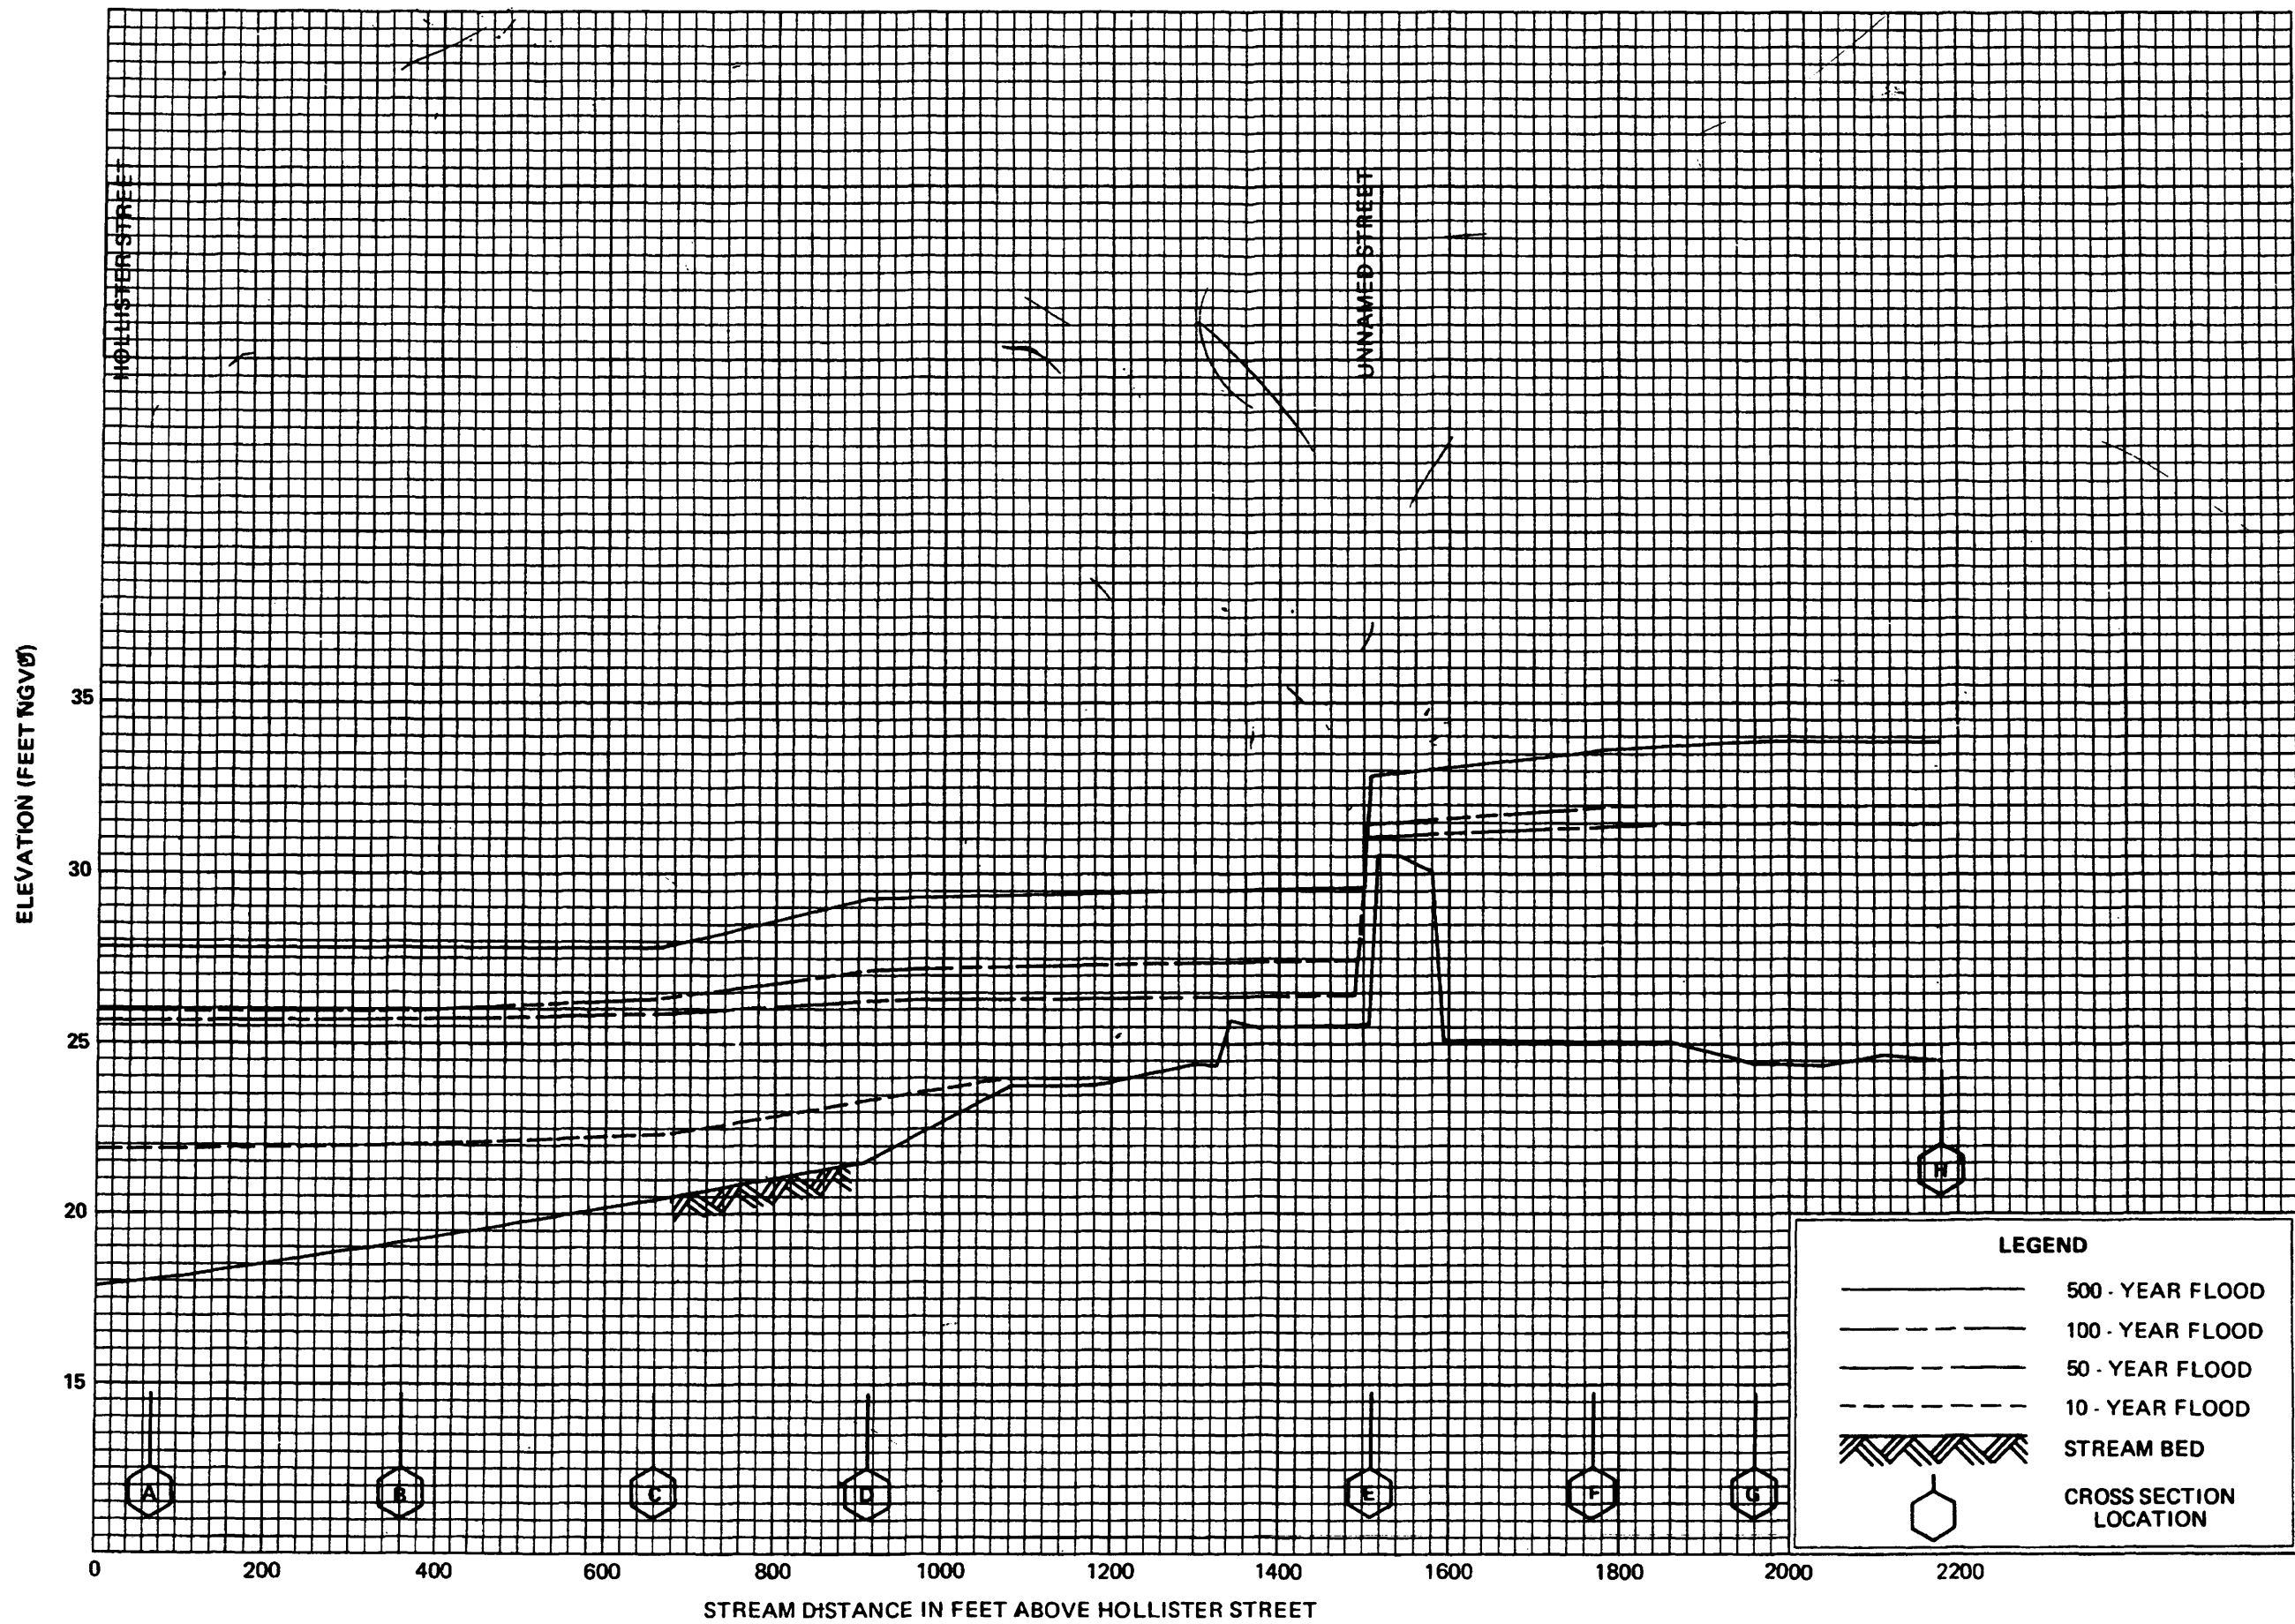 HOLLISTER STREET
UNNAMED STREET
ELEVATION (FEET NGVD)
35
30
25
20
15
A
B
C
D
E
F
G
H
0
200
400
600
800
1000
1200
1400
1600
1800
2000
2200
STREAM DISTANCE IN FEET ABOVE HOLLISTER STREET
LEGEND
500 - YEAR FLOOD
100 - YEAR FLOOD
50 - YEAR FLOOD
10 - YEAR FLOOD
STREAM BED
CROSS SECTION
LOCATION